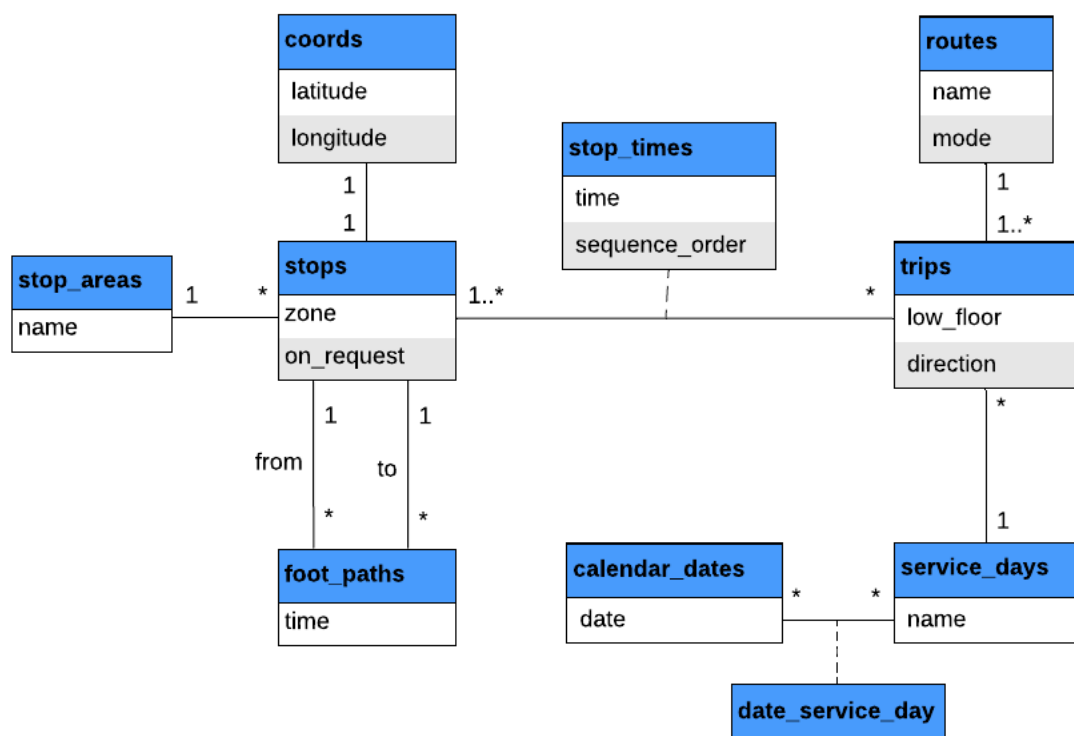 coords
latitude
longitude
1
1
routes
name
mode
1
1..*
stop_times
time
sequence_order
stop_areas
name
1
*
stops
zone
on_request
1..*
*
trips
low_floor
direction
1
1
from
to
*
*
foot_paths
time
*
1
calendar_dates
date
*
*
service_days
name
date_service_day